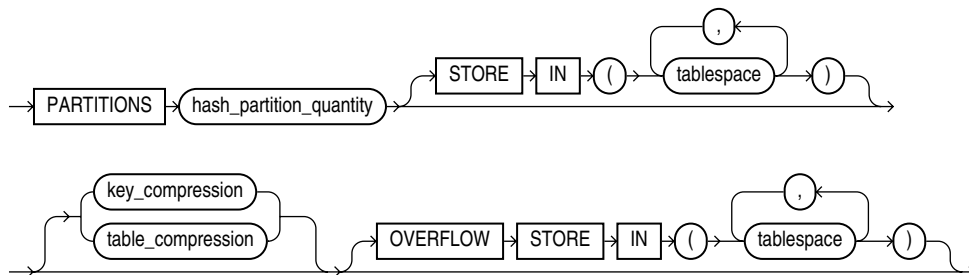 ,
STORE IN ( tablespace )
PARTITIONS hash_partition_quantity
key_compression
,
table_compression OVERFLOW STORE IN ( tablespace )